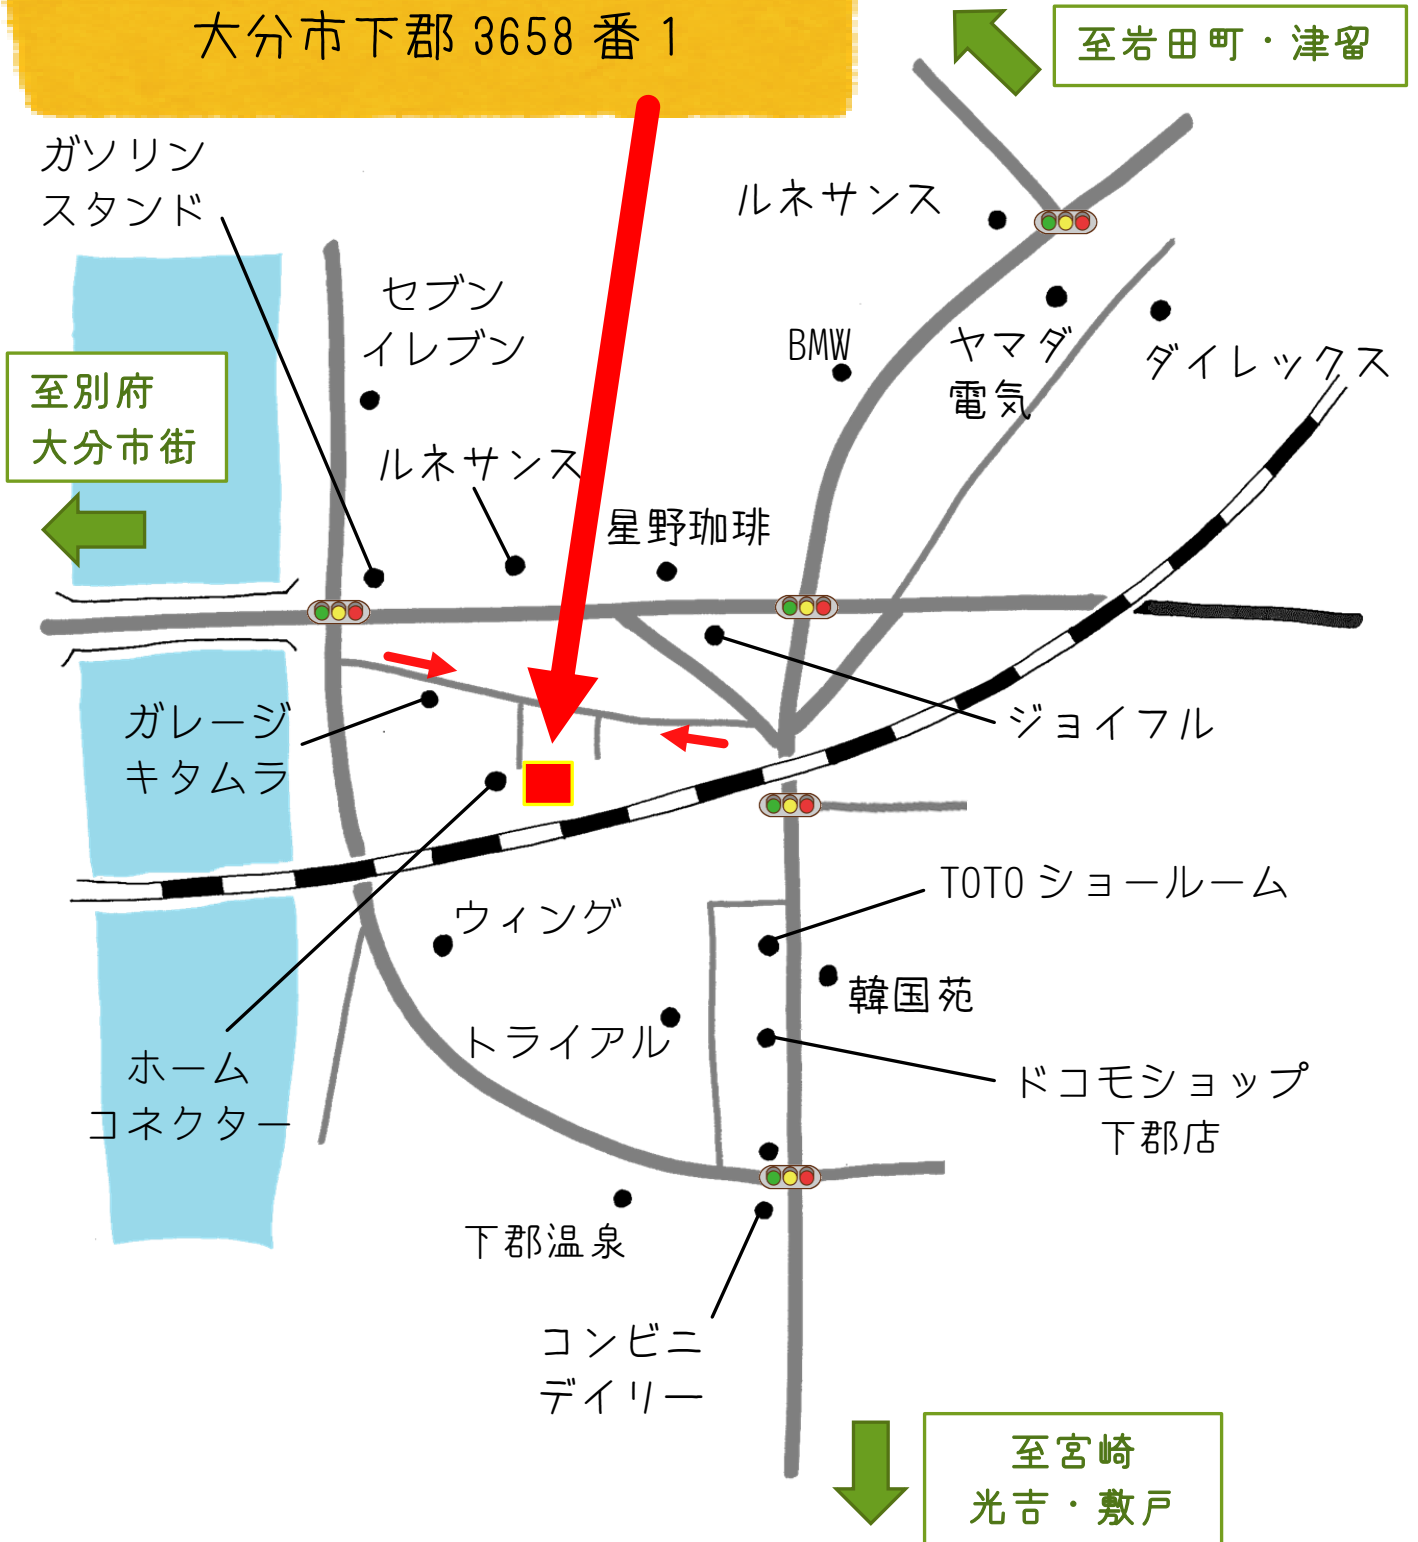 大分市下郡 3658 番 1
至岩田町・津留
ガソリン
スタンド
ルネサンス
セブン
イレブン
BMW
ヤマダ
電気
ダイレックス
至別府
大分市街
ルネサンス
星野珈琲
ガレージ
キタムラ
ジョイフル
TOTO ショールーム
ウィング
韓国苑
トライアル
ホーム
コネクター
ドコモショップ
下郡店
下郡温泉
コンビニ
デイリー
至宮崎
光吉・敷戸